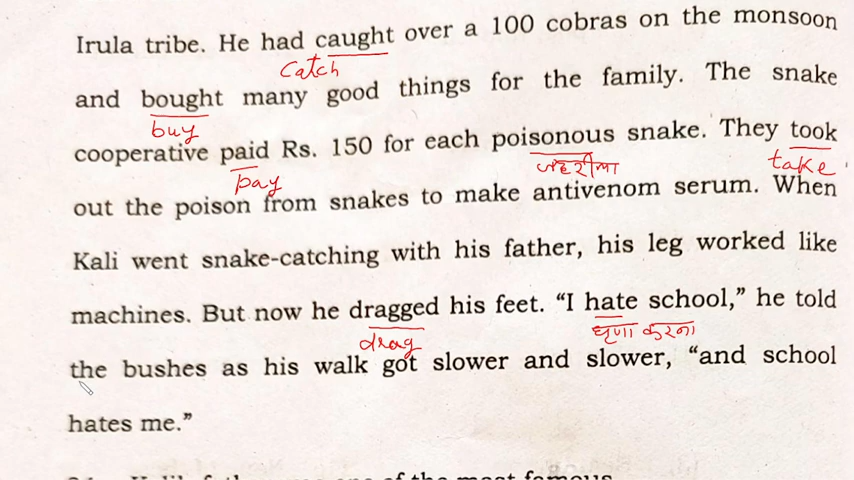 Irula tribe. He had caught over a 100 cobras on the monsoon
catch
and bought many good things for the family. The snake
buy
cooperative paid Rs. 150 for each poisonous snake. They took
pay जहरीला take
out the poison from snakes to make antivenom serum. When
Kali went snake-catching with his father, his leg worked like
machines. But now he dragged his feet. "I hate school," he told
drag घृणा करना
the bushes as his walk got slower and slower, "and school
hates me."